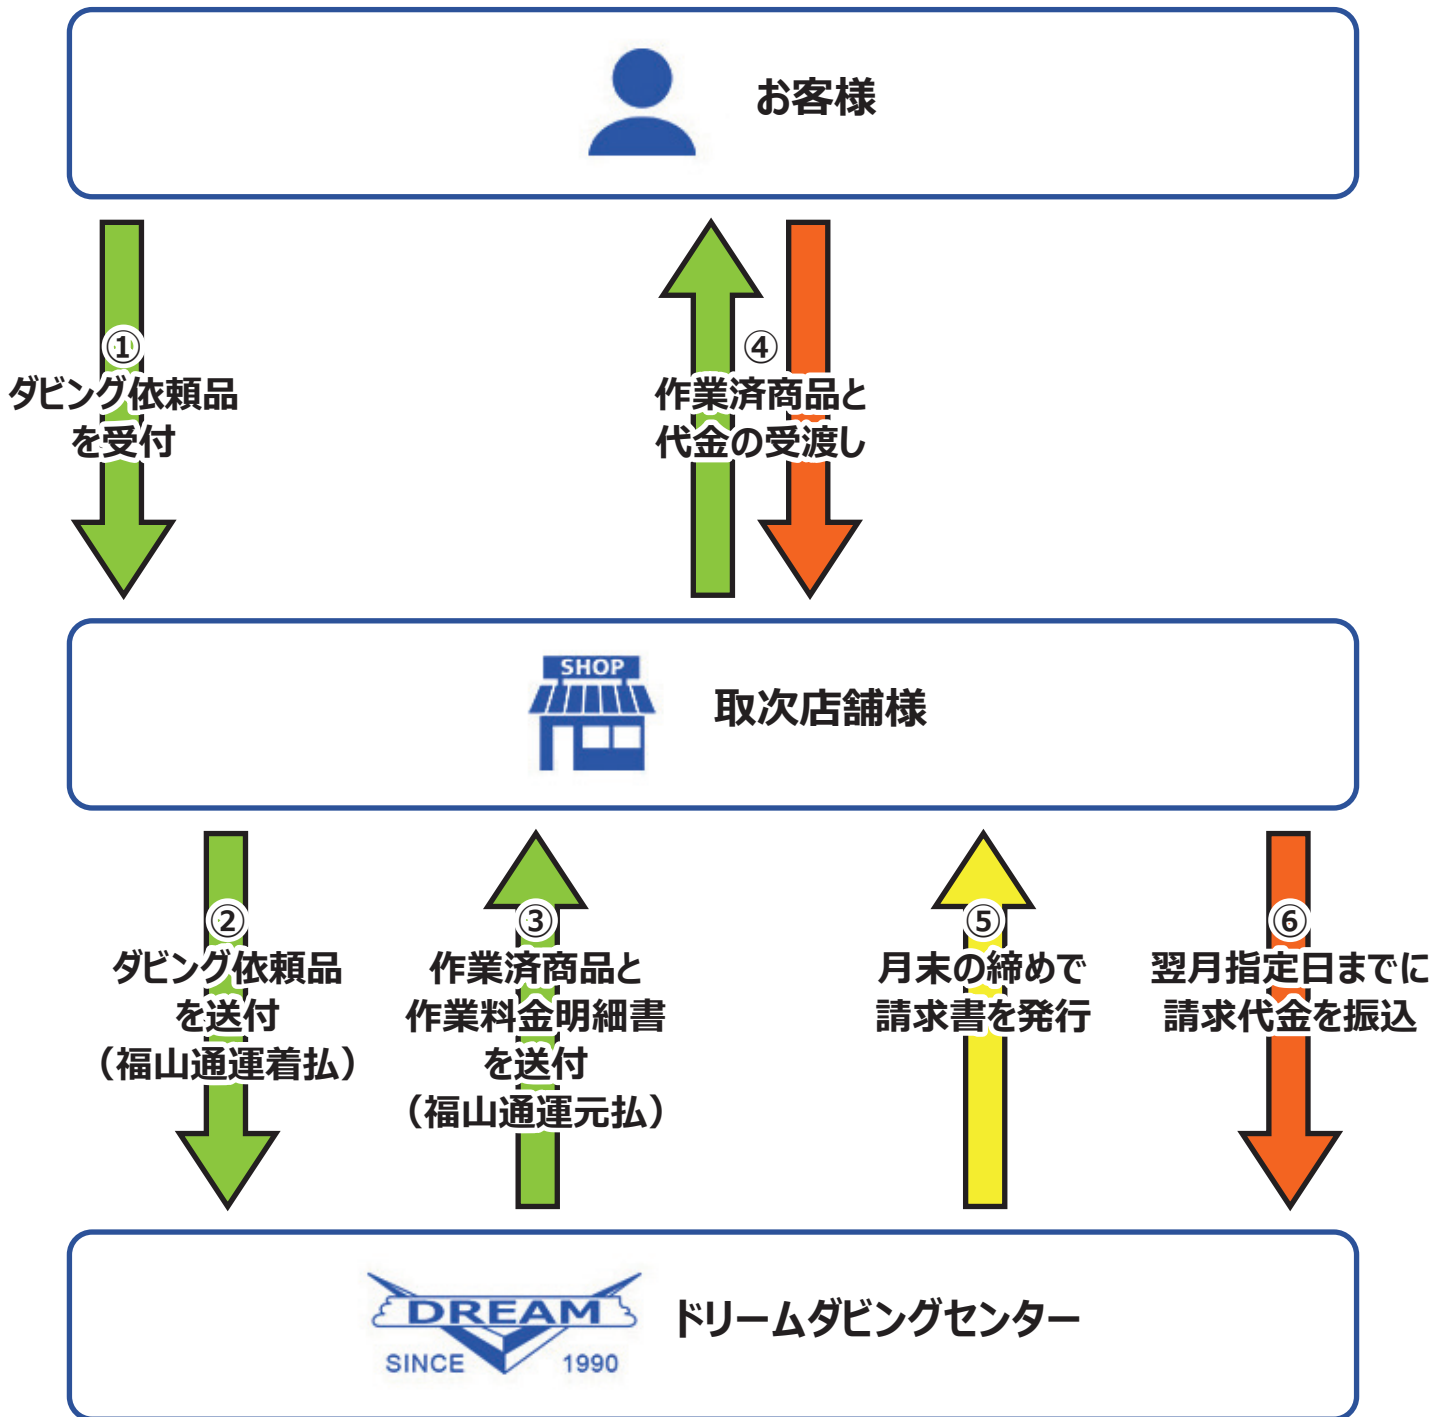 お客様
①
ダビング依頼品
を受付
④
作業済商品と
代金の受渡し
SHOP
取次店舗様
②
ダビング依頼品
を送付
（福山通運着払）
③
作業済商品と
作業料金明細書
を送付
（福山通運元払）
⑤
月末の締めで
請求書を発行
⑥
翌月指定日までに
請求代金を振込
DREAM
SINCE 1990
ドリームダビングセンター